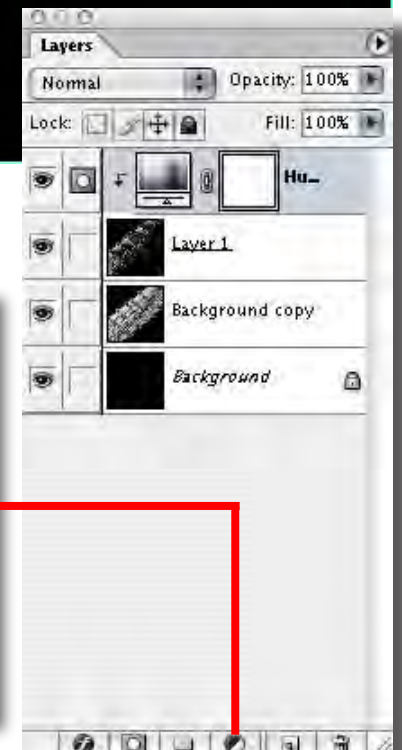 Layers
Normal Opacity: 100%
Lock: Fill: 100%
Hu...
Layer 1
Background copy
Background